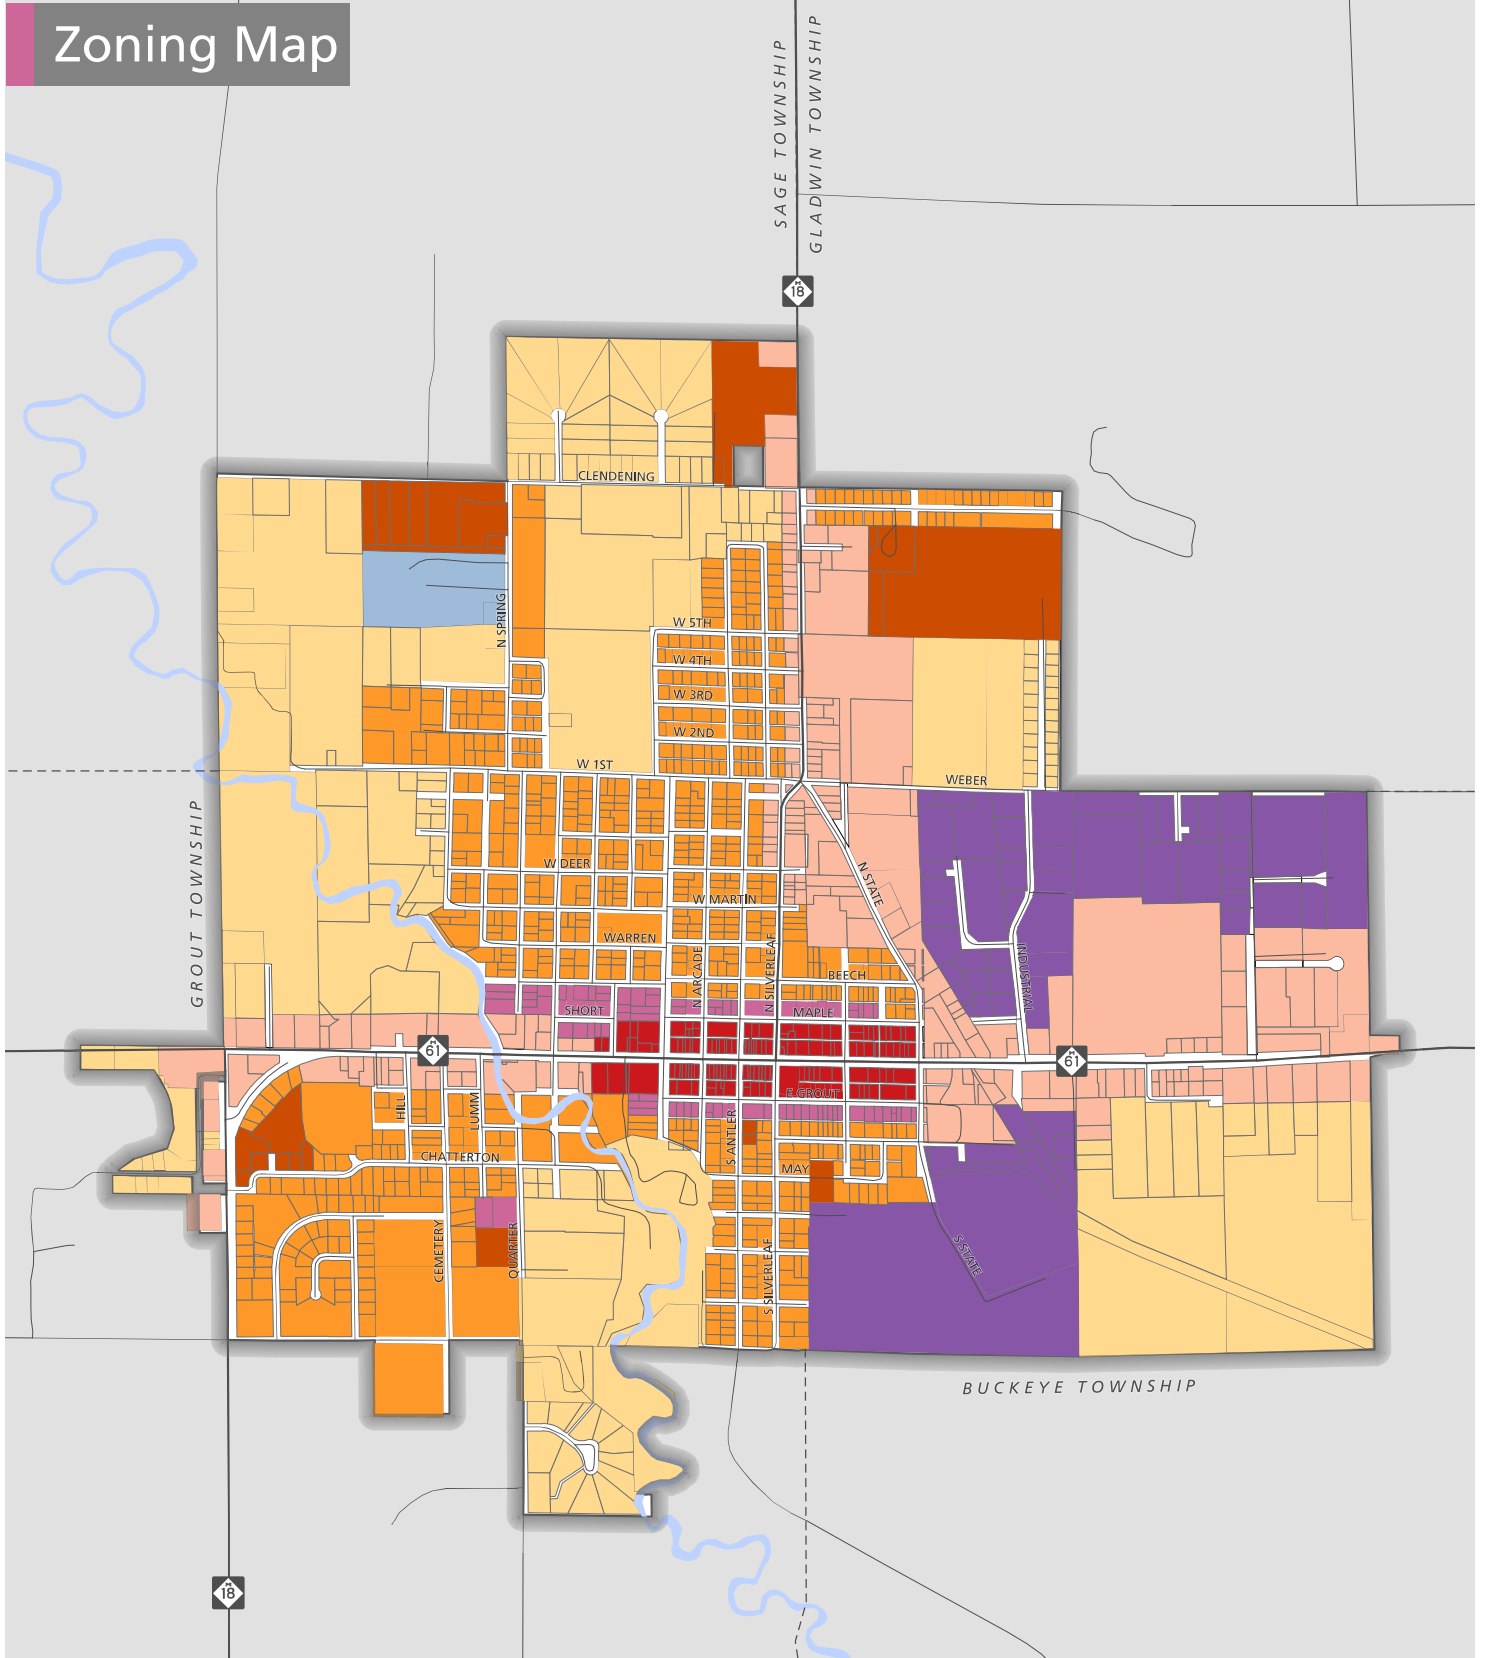 Zoning Map
SAGE TOWNSHIP
GLADWIN TOWNSHIP
M
18
CLENDENING
N SPRING
W 5TH
W 4TH
W 3RD
W 2ND
W 1ST
WEBER
GROUT TOWNSHIP
W DEER
N STATE
W MARTIN
WARREN
N ARCADE
N SILVERLEAF
BEECH
INDUSTRIAL
SHORT
MAPLE
M
61
M
61
E GROUT
HILL
LUMM
S ANTLER
CHATTERTON
MAY
CEMETERY
QUARTER
S SILVERLEAF
S STATE
BUCKEYE TOWNSHIP
M
18